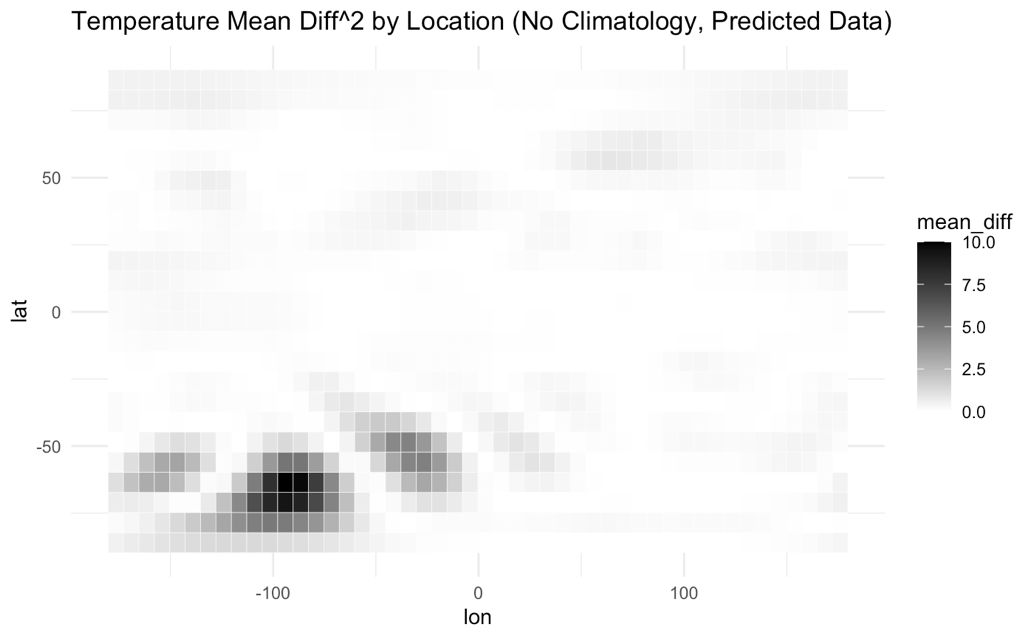 Temperature Mean Diff^2 by Location (No Climatology, Predicted Data)
50
0
-50
lat
-100
0
100
lon
mean_diff
10.0
7.5
5.0
2.5
0.0